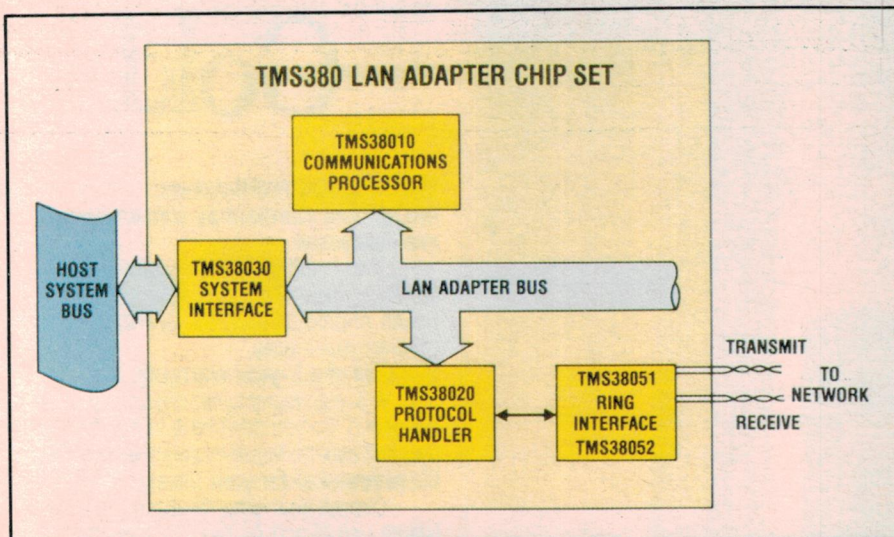 TMS380 LAN ADAPTER CHIP SET
TMS38010
COMMUNICATIONS
PROCESSOR
HOST
SYSTEM
BUS
TMS38030
SYSTEM
INTERFACE
LAN ADAPTER BUS
TMS38020
PROTOCOL
HANDLER
TMS38051
RING
INTERFACE
TMS38052
TRANSMIT
TO
NETWORK
RECEIVE